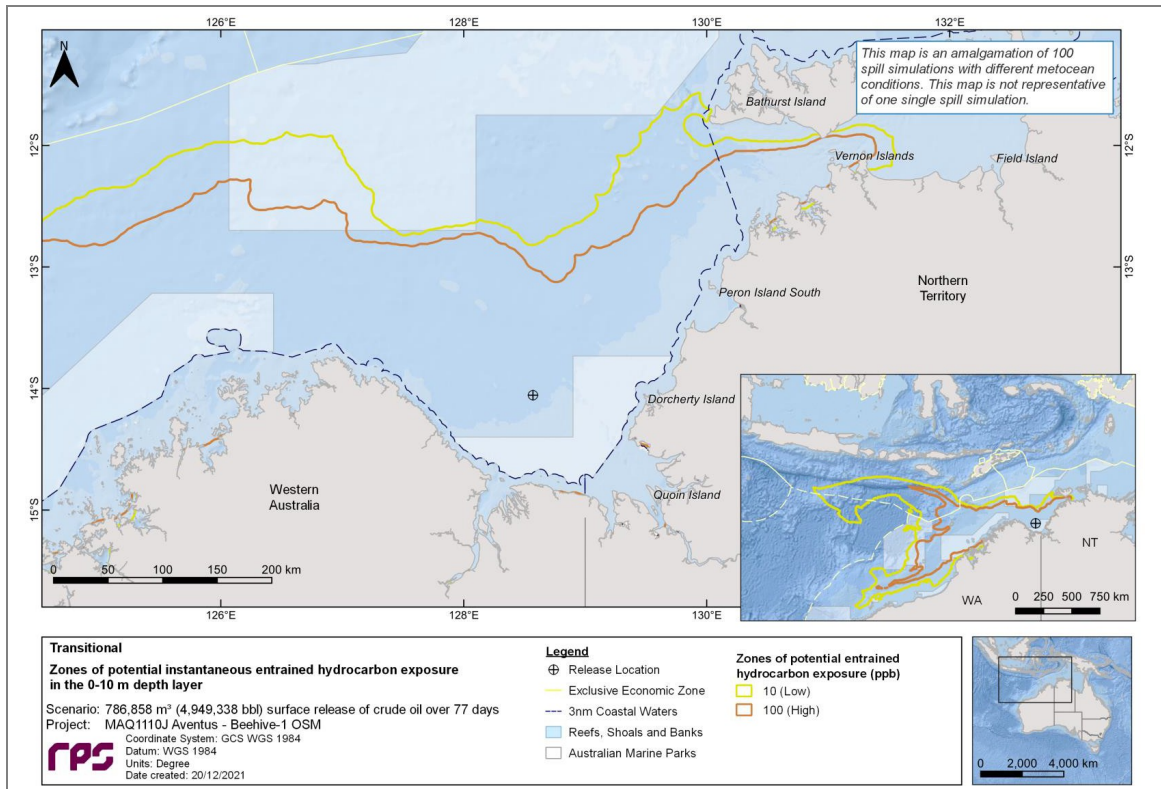 126°E
128°E
130°E
132°E
N
This map is an amalgamation of 100
spill simulations with different metocean
conditions. This map is not representative
of one single spill simulation.
Bathurst Island
12°S
12°S
Vernon Islands
Field Island
13°S
13°S
Northern
Territory
Peron Island South
14°S
Dorcherty Island
Western
Australia
Quoin Island
15°S
0 50 100 150 200 km
126°E
128°E
130°E
NT
WA
0 250 500 750 km
Transitional
Zones of potential instantaneous entrained hydrocarbon exposure
in the 0-10 m depth layer
Scenario: 786,858 m³ (4,949,338 bbl) surface release of crude oil over 77 days
Project: MAQ1110J Aventus - Beehive-1 OSM
rps
Coordinate System: GCS WGS 1984
Datum: WGS 1984
Units: Degree
Date created: 20/12/2021
Legend
Release Location
Exclusive Economic Zone
3nm Coastal Waters
Reefs, Shoals and Banks
Australian Marine Parks
Zones of potential entrained
hydrocarbon exposure (ppb)
10 (Low)
100 (High)
0 2,000 4,000 km